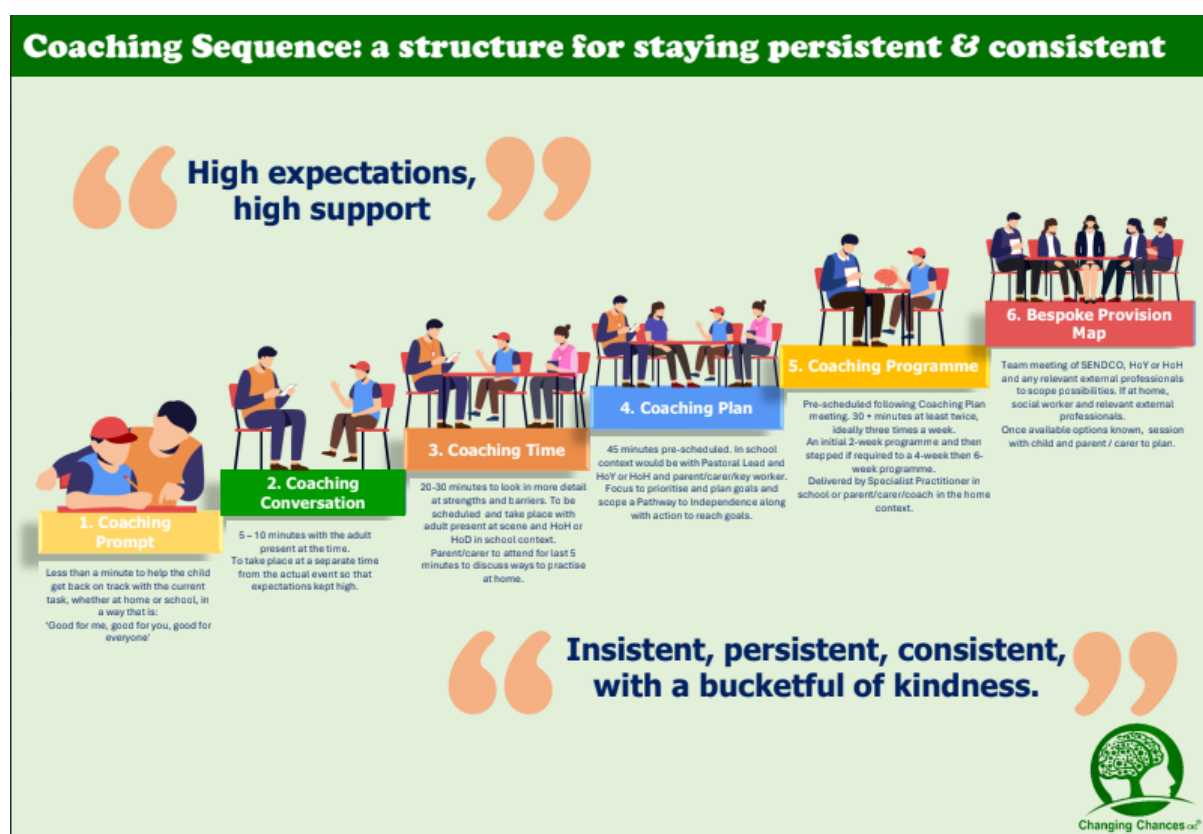 Coaching Sequence: a structure for staying persistent & consistent
High expectations,
high support
1. Coaching
Prompt
Less than a minute to help the child
get back on track with the current
task, whether at home or school, in
a way that is:
'Good for me, good for you, good for
everyone'
2. Coaching
Conversation
5 – 10 minutes with the adult
present at the time.
To take place at a separate time
from the actual event so that
expectations kept high.
3. Coaching Time
20-30 minutes to look in more detail
at strengths and barriers. To be
scheduled and take place with
adult present at scene and HoH or
HoD in school context.
Parent/carer to attend for last 5
minutes to discuss ways to practise
at home.
4. Coaching Plan
45 minutes pre-scheduled. In school
context would be with Pastoral Lead and
HoY or HoH and parent/carer/key worker.
Focus to prioritise and plan goals and
scope a Pathway to Independence along
with action to reach goals.
5. Coaching Programme
Pre-scheduled following Coaching Plan
meeting. 30 + minutes at least twice,
ideally three times a week.
An initial 2-week programme and then
stepped if required to a 4-week then 6-
week programme.
Delivered by Specialist Practitioner in
school or parent/carer/coach in the home
context.
6. Bespoke Provision
Map
Team meeting of SENDCO, HoY or HoH
and any relevant external professionals
to scope possibilities. If at home,
social worker and relevant external
professionals.
Once available options known, session
with child and parent / carer to plan.
Insistent, persistent, consistent,
with a bucketful of kindness.
Changing Chances